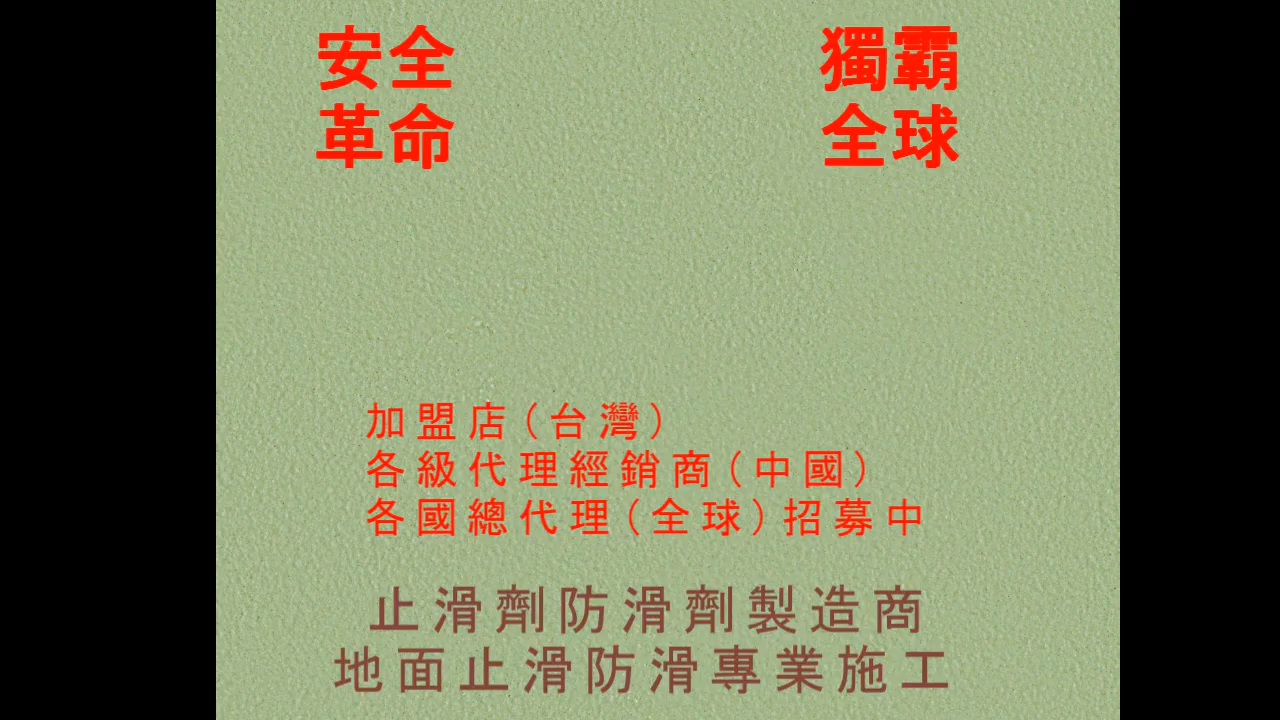 安全
革命
獨霸
全球
加盟店(台灣)
各級代理經銷商(中國)
各國總代理(全球)招募中
止滑劑防滑劑製造商
地面止滑防滑專業施工